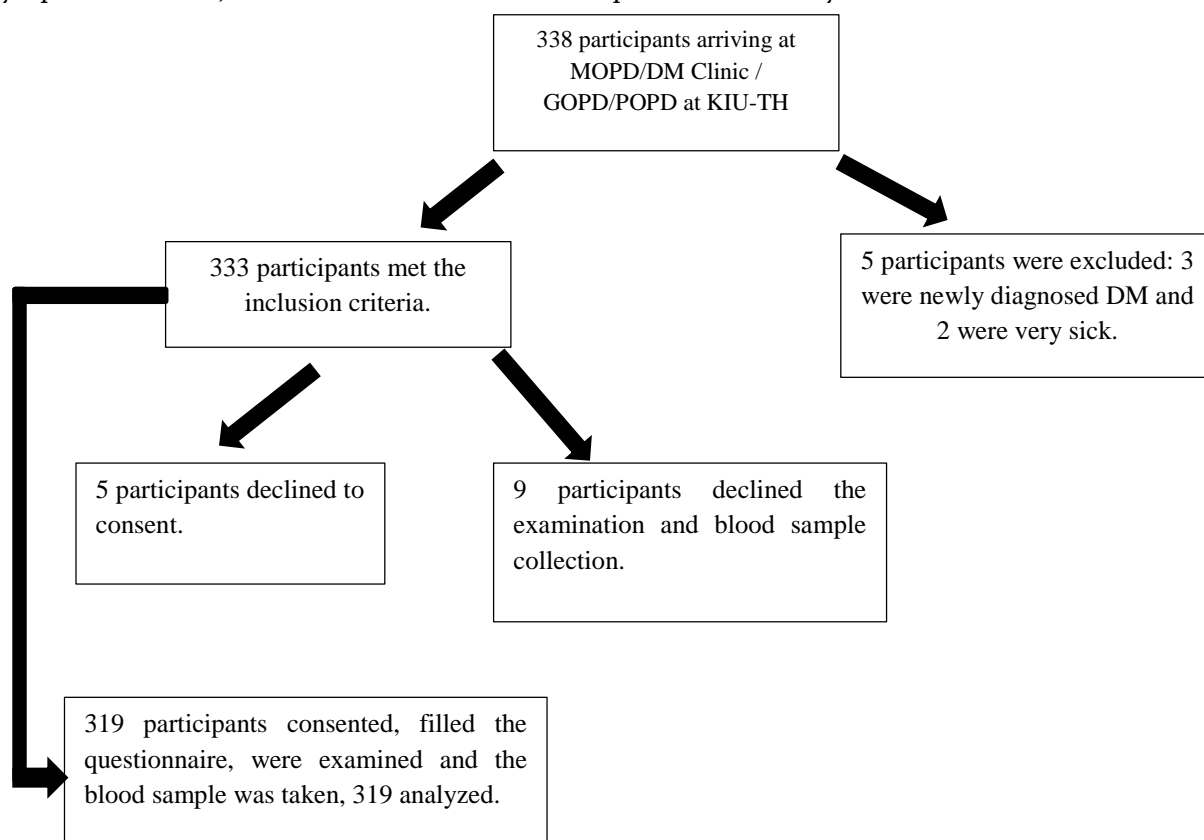 338 participants arriving at
MOPD/DM Clinic /
GOPD/POPD at KIU-TH
333 participants met the
inclusion criteria.
5 participants were excluded: 3
were newly diagnosed DM and
2 were very sick.
5 participants declined to
consent.
9 participants declined the
examination and blood sample
collection.
319 participants consented, filled the
questionnaire, were examined and the
blood sample was taken, 319 analyzed.